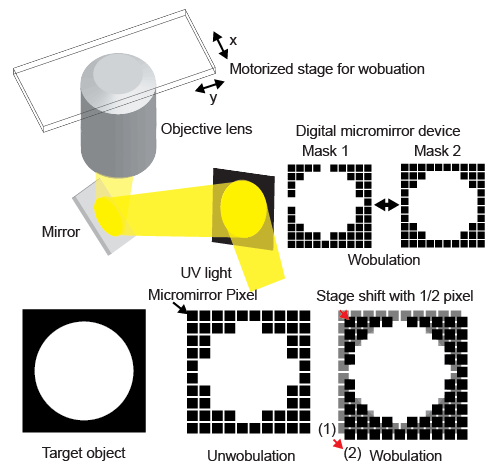 x
Motorized stage for wobuation
y
Objective lens
Digital micromirror device
Mask 1
Mask 2
Mirror
Wobulation
UV light
Micromirror Pixel
Stage shift with 1/2 pixel
(1)
(2)
Target object
Unwobulation
Wobulation